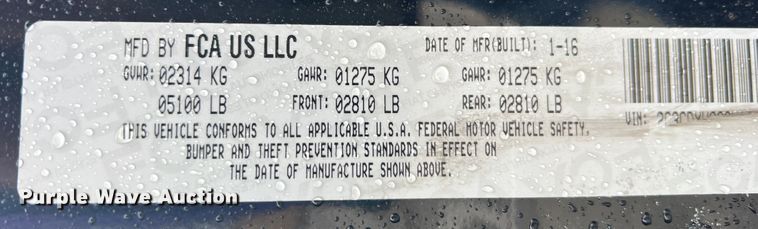 MFD BY FCA US LLC DATE OF MFR(BUILT): 1-16
GVWR: 02314 KG GAWR: 01275 KG GAWR: 01275 KG
05100 LB FRONT: 02810 LB REAR: 02810 LB
VIN:
THIS VEHICLE CONFORMS TO ALL APPLICABLE U.S.A. FEDERAL MOTOR VEHICLE SAFETY,
BUMPER AND THEFT PREVENTION STANDARDS IN EFFECT ON
THE DATE OF MANUFACTURE SHOWN ABOVE.
Purple Wave Auction